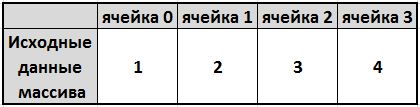 ячейка 0 ячейка 1 ячейка 2 ячейка 3
Исходные
данные 1 2 3 4
массива